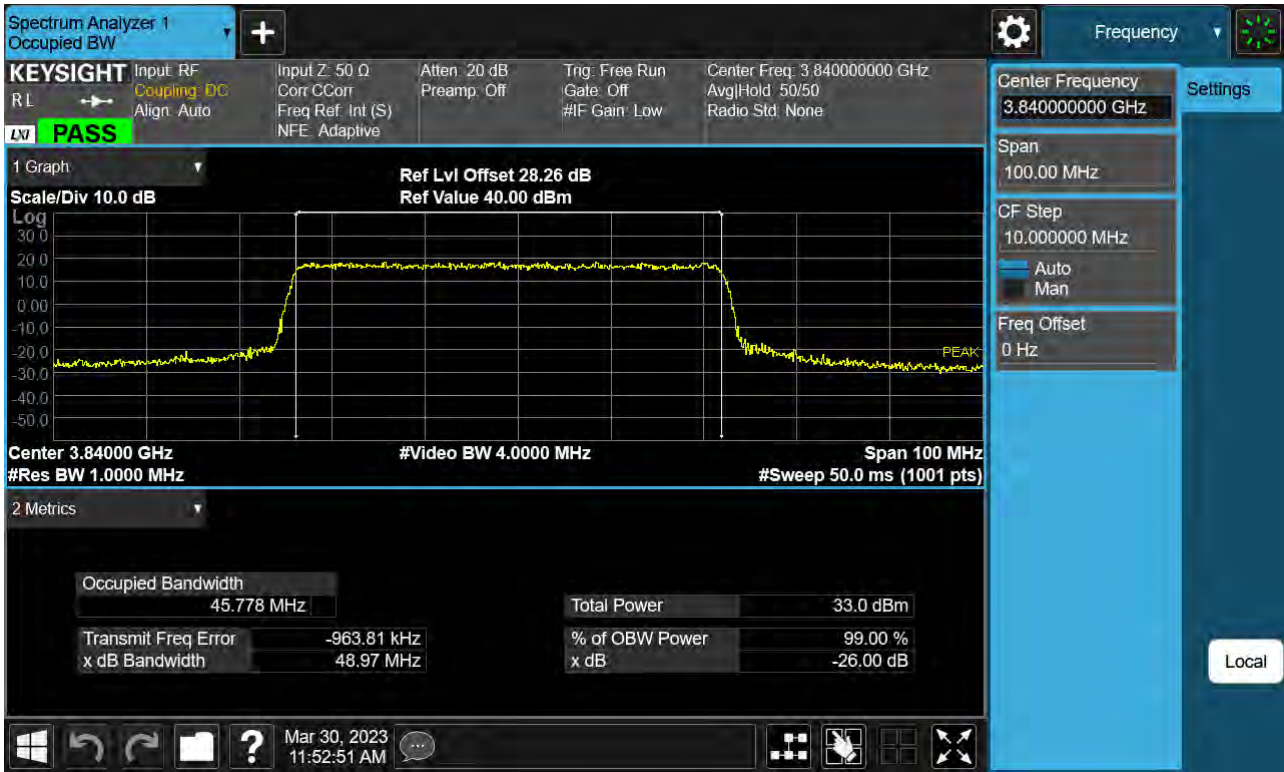 Spectrum Analyzer 1
Occupied BW
+
Frequency
KEYSIGHT
RL
LXI
PASS
Input: RF
Coupling: DC
Align: Auto
Input Z: 50 Ω
Corr CCorr
Freq Ref: Int (S)
NFE: Adaptive
Atten: 20 dB
Preamp: Off
Trig: Free Run
Gate: Off
#IF Gain: Low
Center Freq: 3.840000000 GHz
Avg|Hold: 50/50
Radio Std: None
Center Frequency
3.840000000 GHz
Settings
Span
100.00 MHz
CF Step
10.000000 MHz
Auto
Man
Freq Offset
0 Hz
Local
1 Graph
Scale/Div 10.0 dB
Ref Lvl Offset 28.26 dB
Ref Value 40.00 dBm
Log
30.0
20.0
10.0
0.00
-10.0
-20.0
-30.0
-40.0
-50.0
PEAK
Center 3.84000 GHz
#Video BW 4.0000 MHz
Span 100 MHz
#Res BW 1.0000 MHz
#Sweep 50.0 ms (1001 pts)
2 Metrics
Occupied Bandwidth
45.778 MHz
Total Power 33.0 dBm
Transmit Freq Error -963.81 kHz
% of OBW Power 99.00 %
x dB Bandwidth 48.97 MHz
x dB -26.00 dB
?
Mar 30, 2023
11:52:51 AM